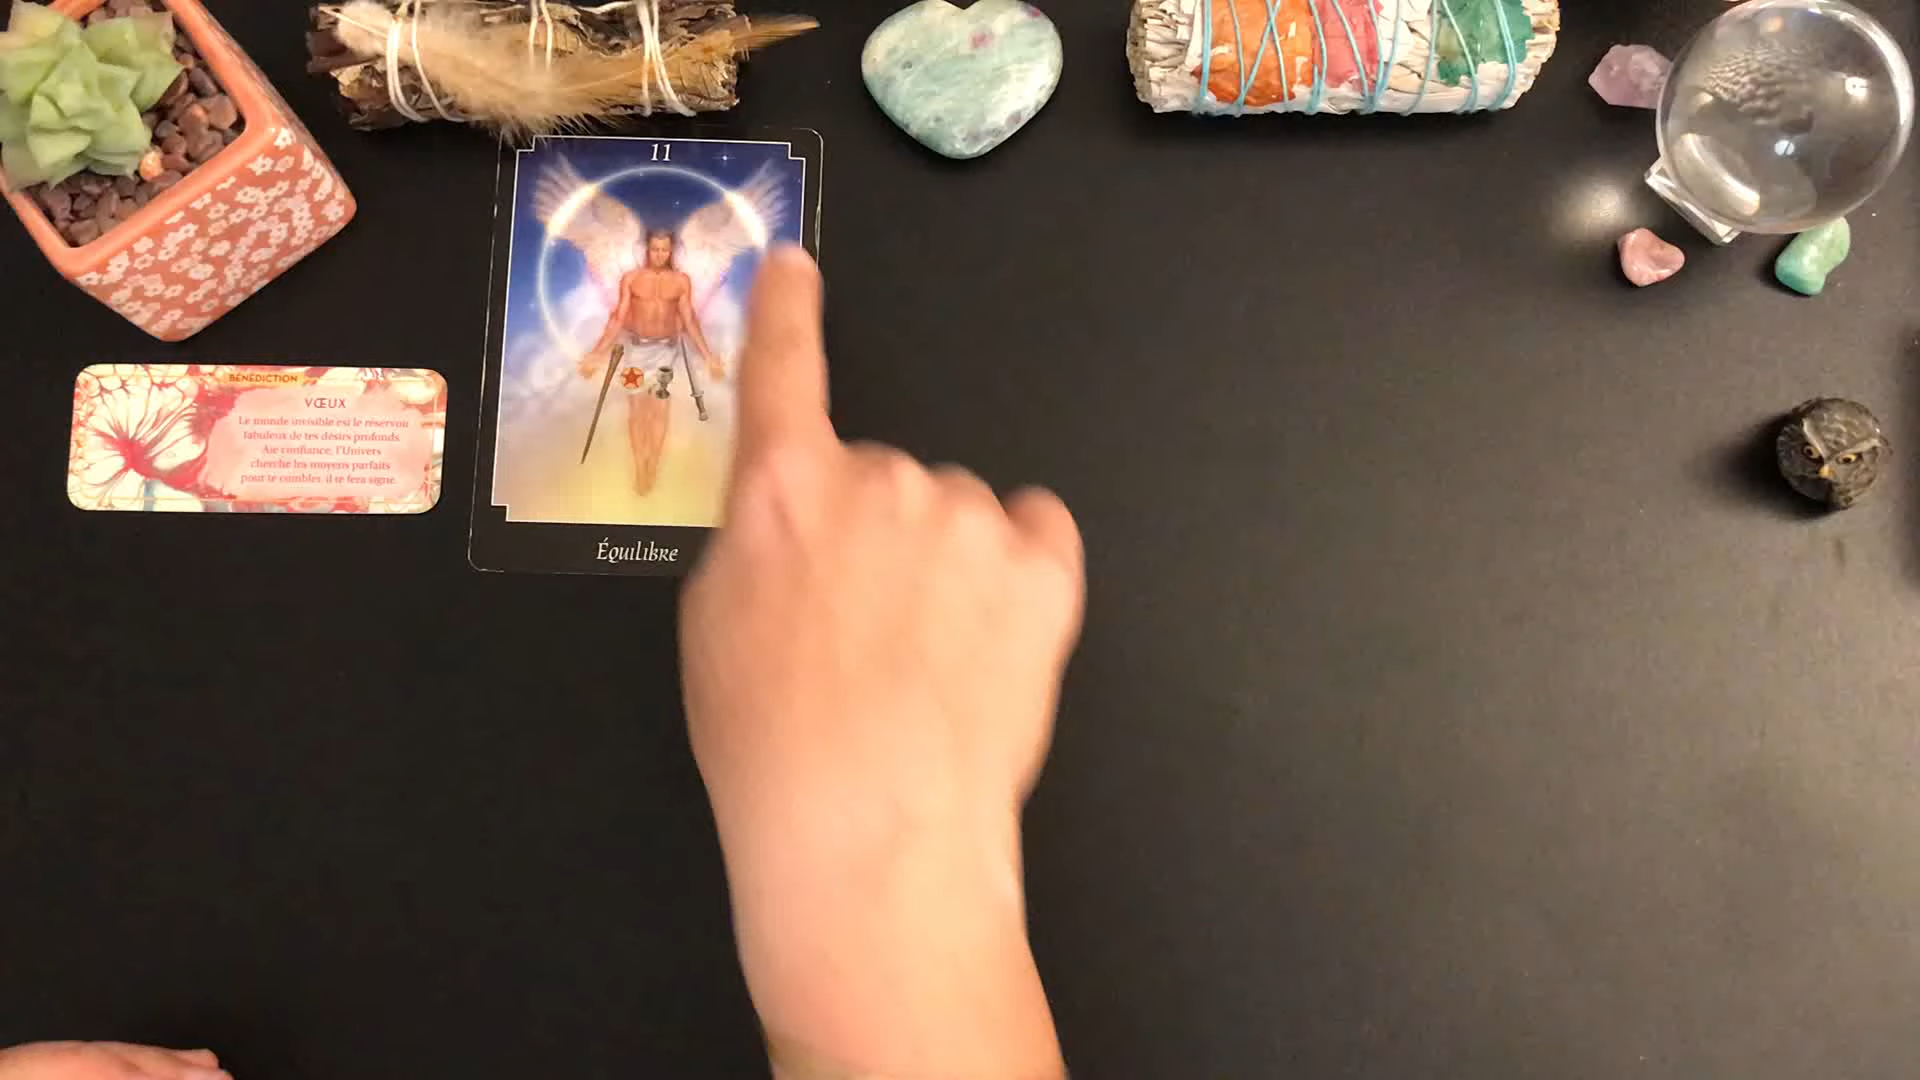 BÉNÉDICTION
VŒUX
Le monde invisible est le réservoir
fabuleux de tes désirs profonds.
Aie confiance, l'Univers
cherche les moyens parfaits
pour te combler, il te fera signe.
11
Équilibre